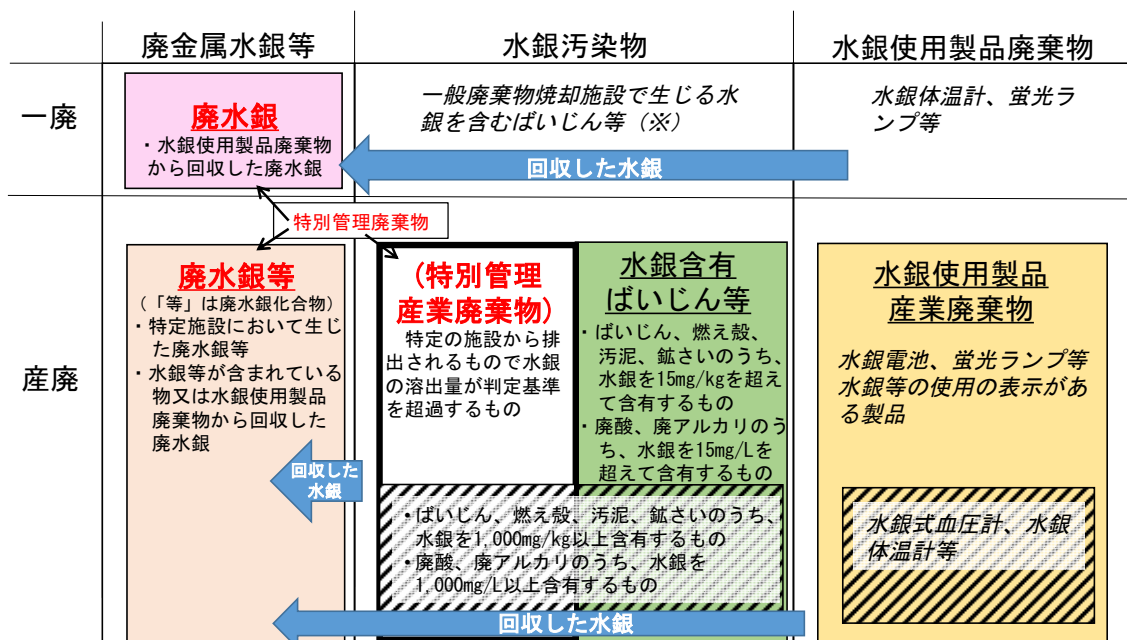 廃金属水銀等
水銀汚染物
水銀使用製品廃棄物
一廃
廃水銀
・水銀使用製品廃棄物
から回収した廃水銀
一般廃棄物焼却施設で生じる水
銀を含むばいじん等（※）
水銀体温計、蛍光ラ
ンプ等
回収した水銀
特別管理廃棄物
産廃
廃水銀等
（「等」は廃水銀化合物）
・特定施設において生じ
た廃水銀等
・水銀等が含まれている
物又は水銀使用製品
廃棄物から回収した
廃水銀
(特別管理
産業廃棄物)
特定の施設から排
出されるもので水銀
の溶出量が判定基準
を超過するもの
水銀含有
ばいじん等
・ばいじん、燃え殻、
汚泥、鉱さいのうち、
水銀を15mg/kgを超え
て含有するもの
・廃酸、廃アルカリのう
ち、水銀を15mg/Lを
超えて含有するもの
水銀使用製品
産業廃棄物
水銀電池、蛍光ランプ等
水銀等の使用の表示があ
る製品
回収した
水銀
・ばいじん、燃え殻、汚泥、鉱さいのうち、
水銀を1,000mg/kg以上含有するもの
・廃酸、廃アルカリのうち、水銀を
1,000mg/L以上含有するもの
水銀式血圧計、水銀
体温計等
回収した水銀